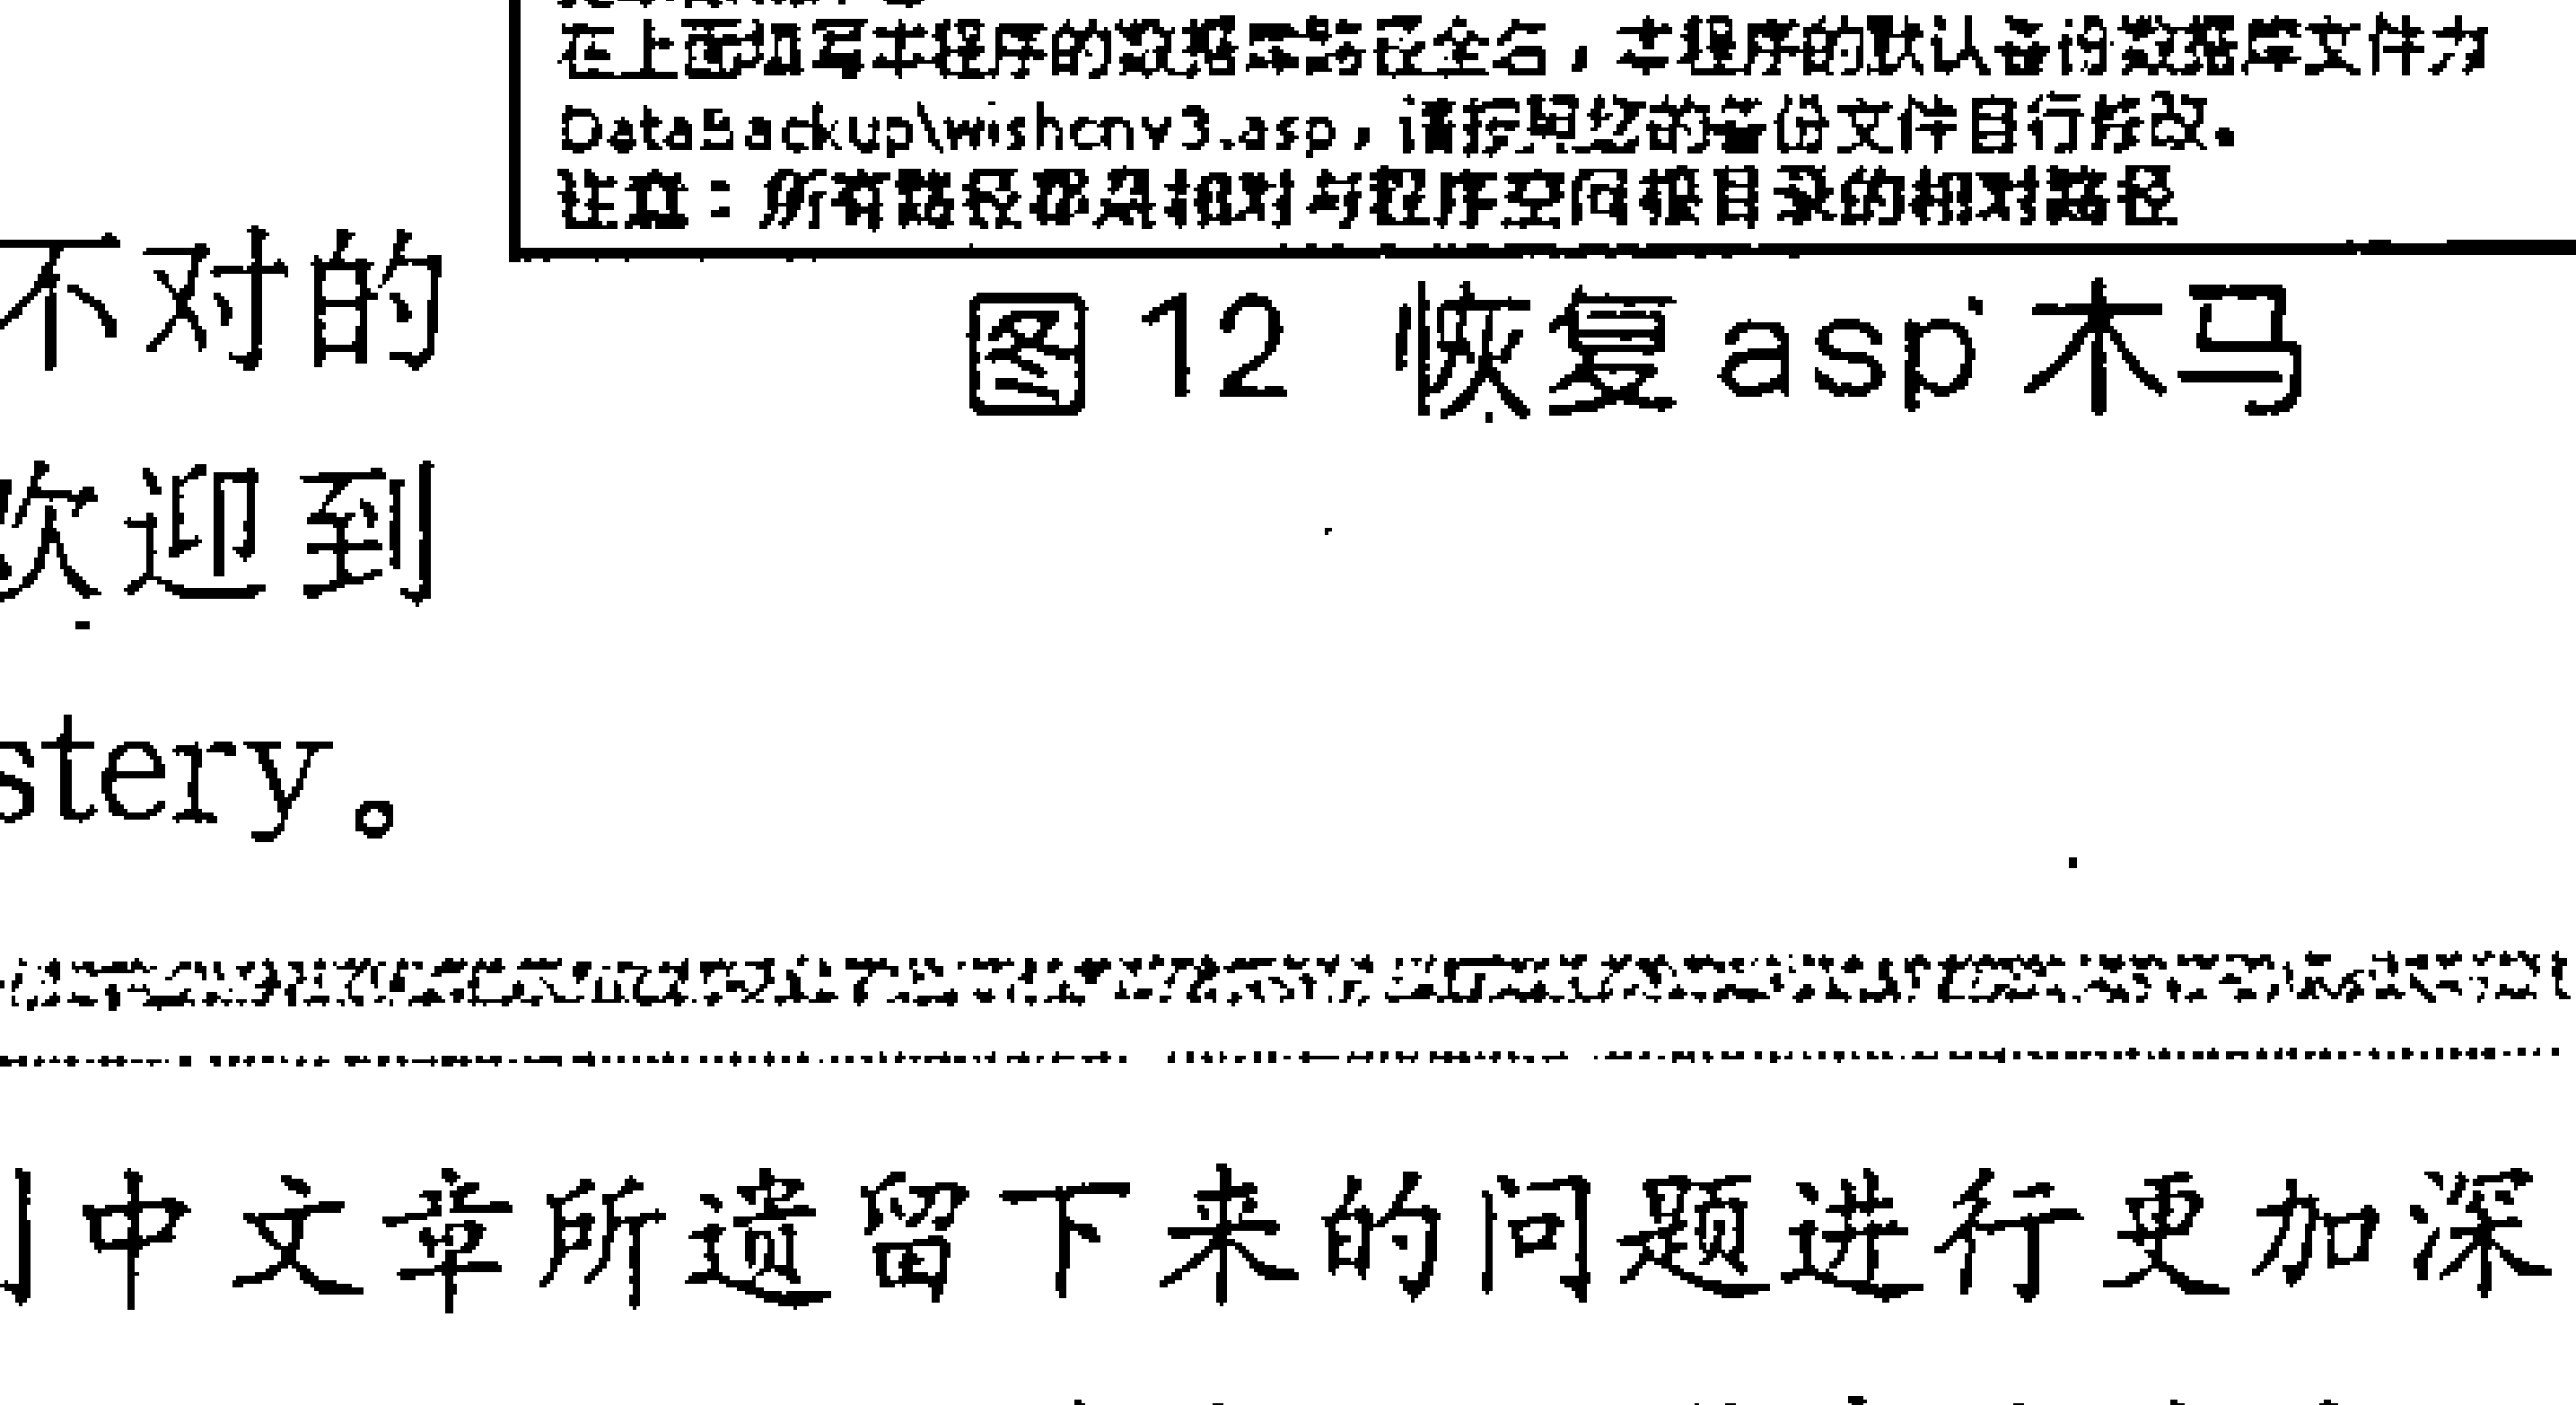 在上面填写本程序的数据库路径全名，本程序的默认备份数据库文件为
DataBackup\wishcnv3.asp，请按照您的备份文件自行修改。
注意：所有路径都是相对与程序空间根目录的相对路径
图 12 恢复 asp 木马
不对的
欢迎到
stery。
中文章所遗留下来的问题进行更加深